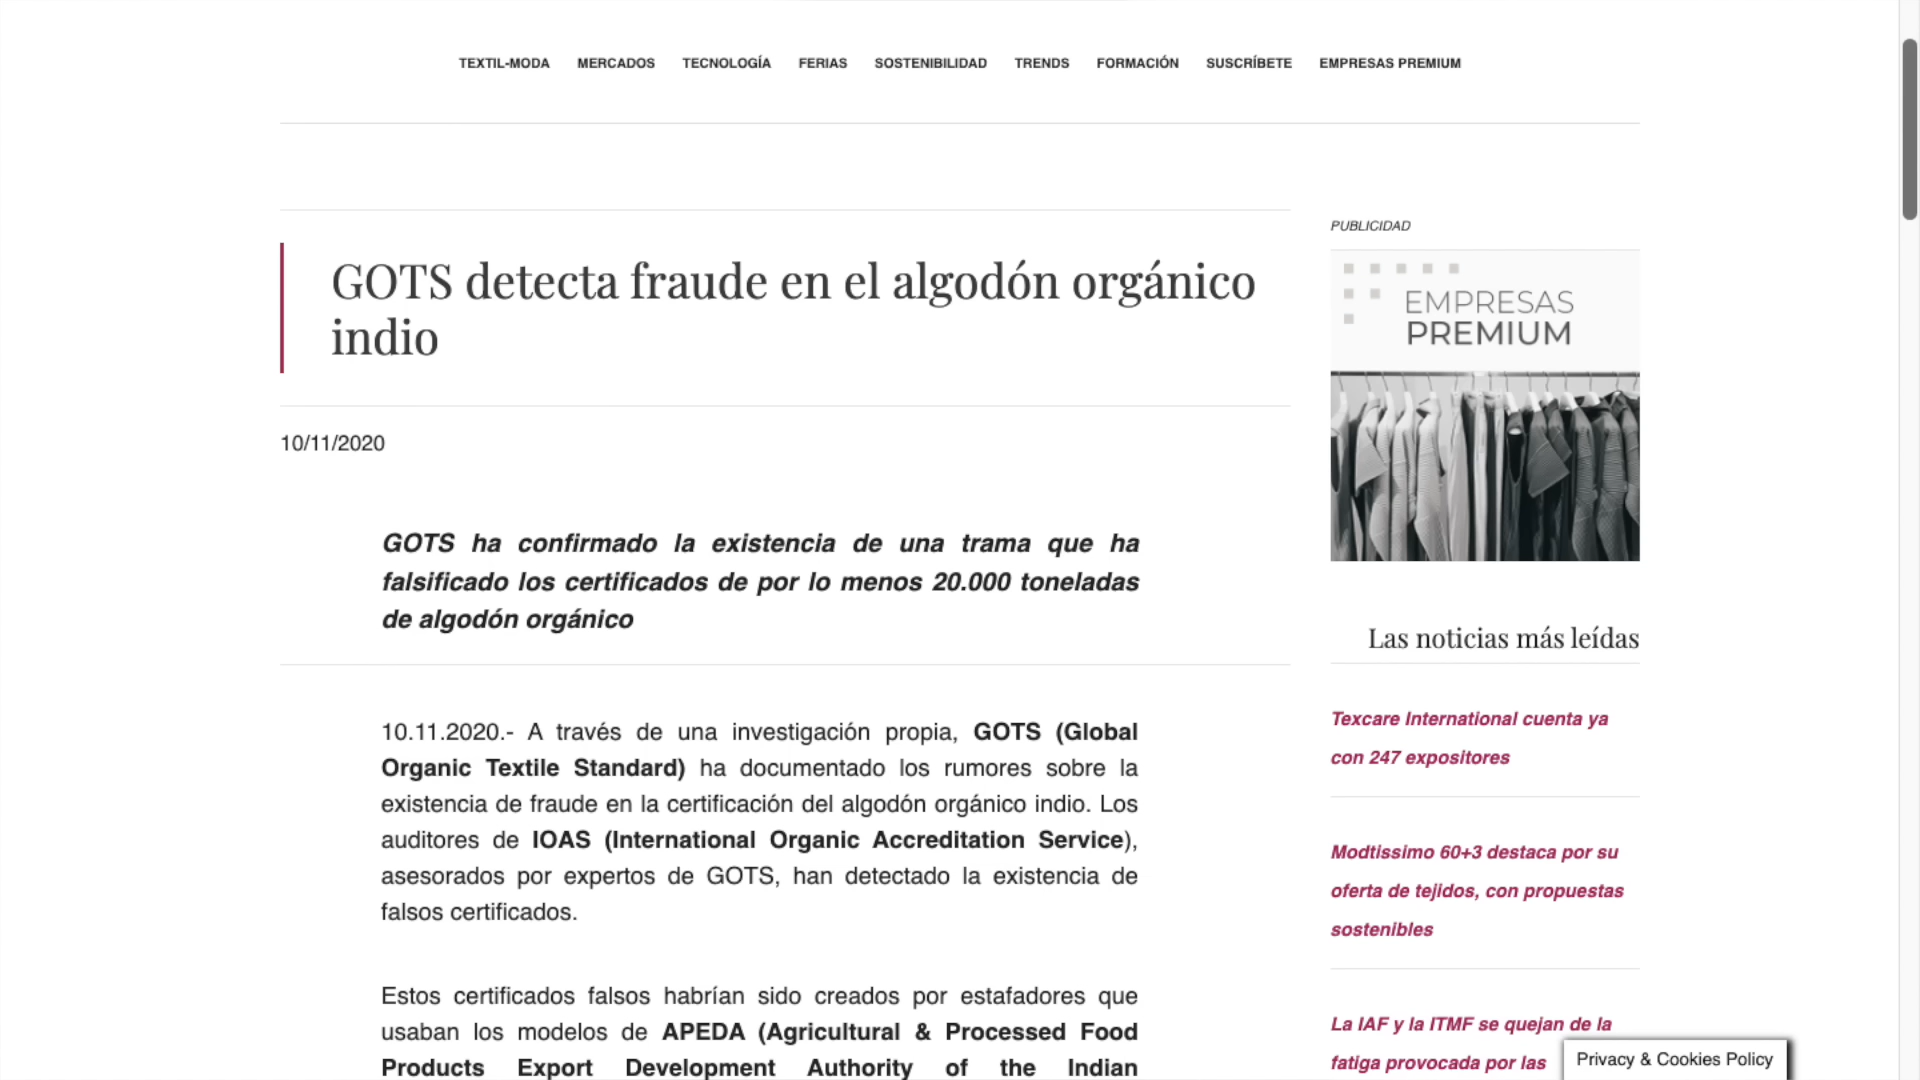 TEXTIL-MODA MERCADOS TECNOLOGÍA FERIAS SOSTENIBILIDAD TRENDS FORMACIÓN SUSCRÍBETE EMPRESAS PREMIUM
GOTS detecta fraude en el algodón orgánico
indio
10/11/2020
GOTS ha confirmado la existencia de una trama que ha
falsificado los certificados de por lo menos 20.000 toneladas
de algodón orgánico
10.11.2020.- A través de una investigación propia, GOTS (Global
Organic Textile Standard) ha documentado los rumores sobre la
existencia de fraude en la certificación del algodón orgánico indio. Los
auditores de IOAS (International Organic Accreditation Service),
asesorados por expertos de GOTS, han detectado la existencia de
falsos certificados.
Estos certificados falsos habrían sido creados por estafadores que
usaban los modelos de APEDA (Agricultural & Processed Food
Products Export Development Authority of the Indian
PUBLICIDAD
EMPRESAS
PREMIUM
Las noticias más leídas
Texcare International cuenta ya
con 247 expositores
Modtissimo 60+3 destaca por su
oferta de tejidos, con propuestas
sostenibles
La IAF y la ITMF se quejan de la
fatiga provocada por las
Privacy & Cookies Policy